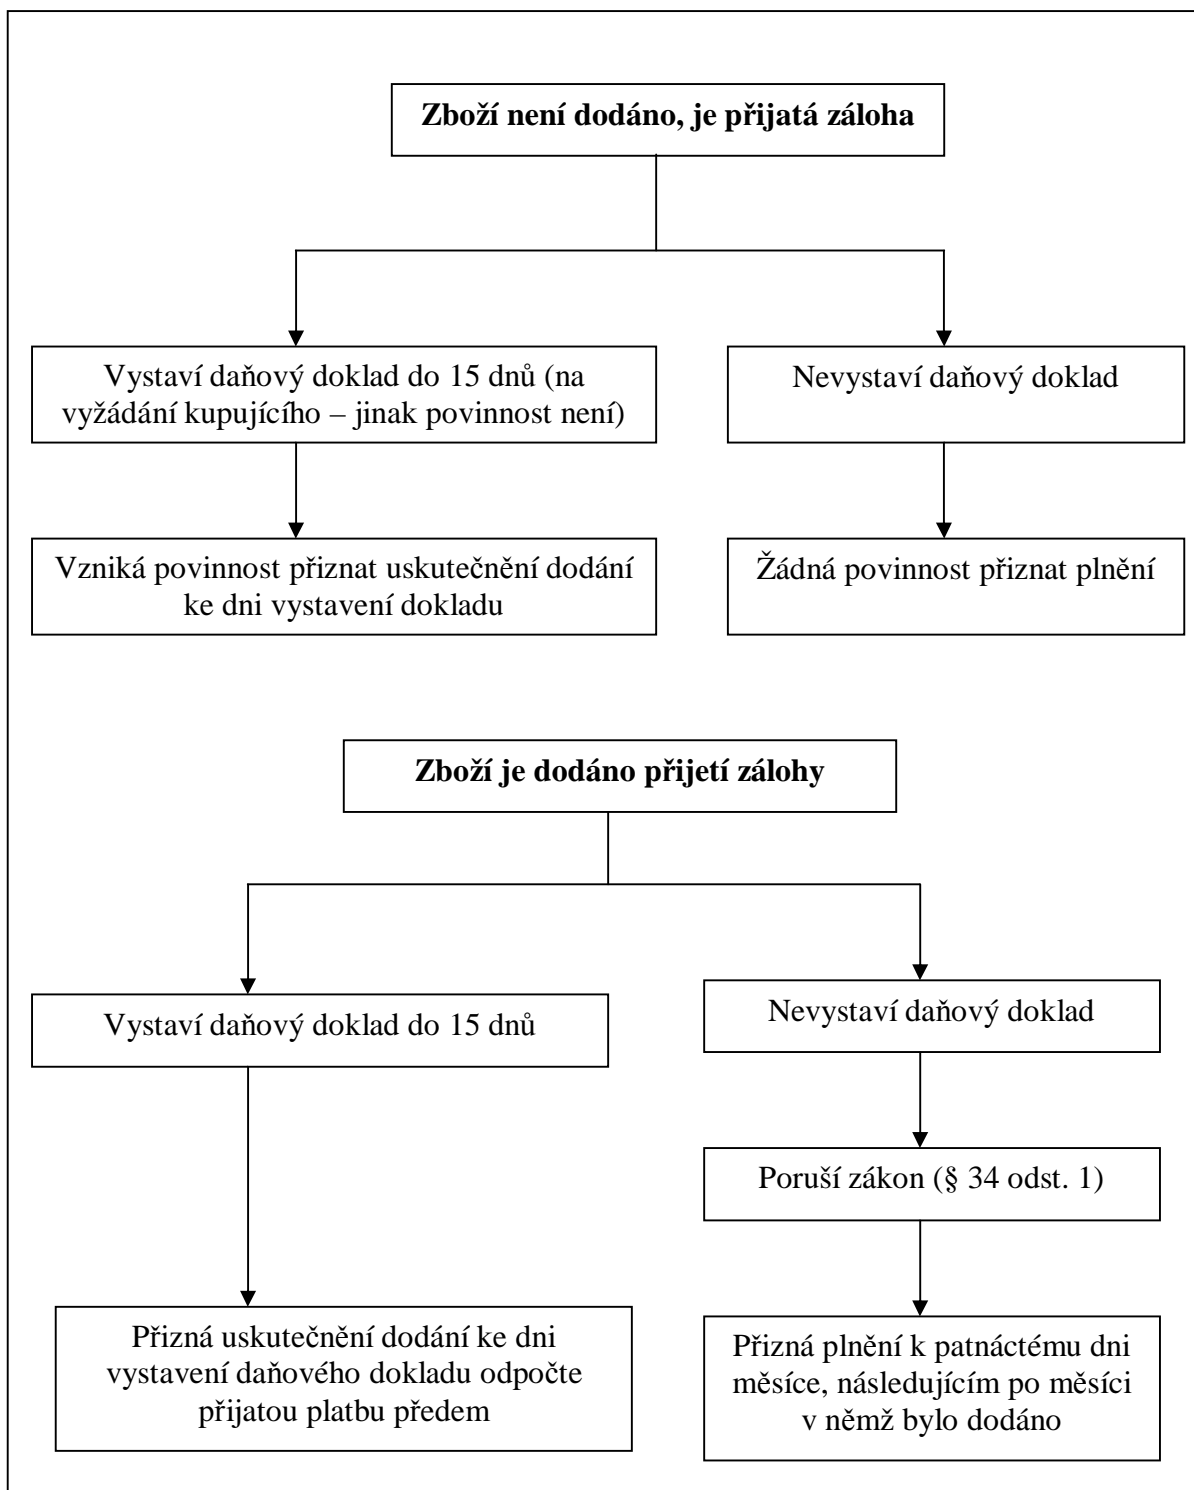 Zboží není dodáno, je přijatá záloha
Vystaví daňový doklad do 15 dnů (na
vyžádání kupujícího – jinak povinnost není)
Nevystaví daňový doklad
Vzniká povinnost přiznat uskutečnění dodání
ke dni vystavení dokladu
Žádná povinnost přiznat plnění
Zboží je dodáno přijetí zálohy
Vystaví daňový doklad do 15 dnů
Nevystaví daňový doklad
Poruší zákon (§ 34 odst. 1)
Přizná uskutečnění dodání ke dni
vystavení daňového dokladu odpočte
přijatou platbu předem
Přizná plnění k patnáctému dni
měsíce, následujícím po měsíci
v němž bylo dodáno